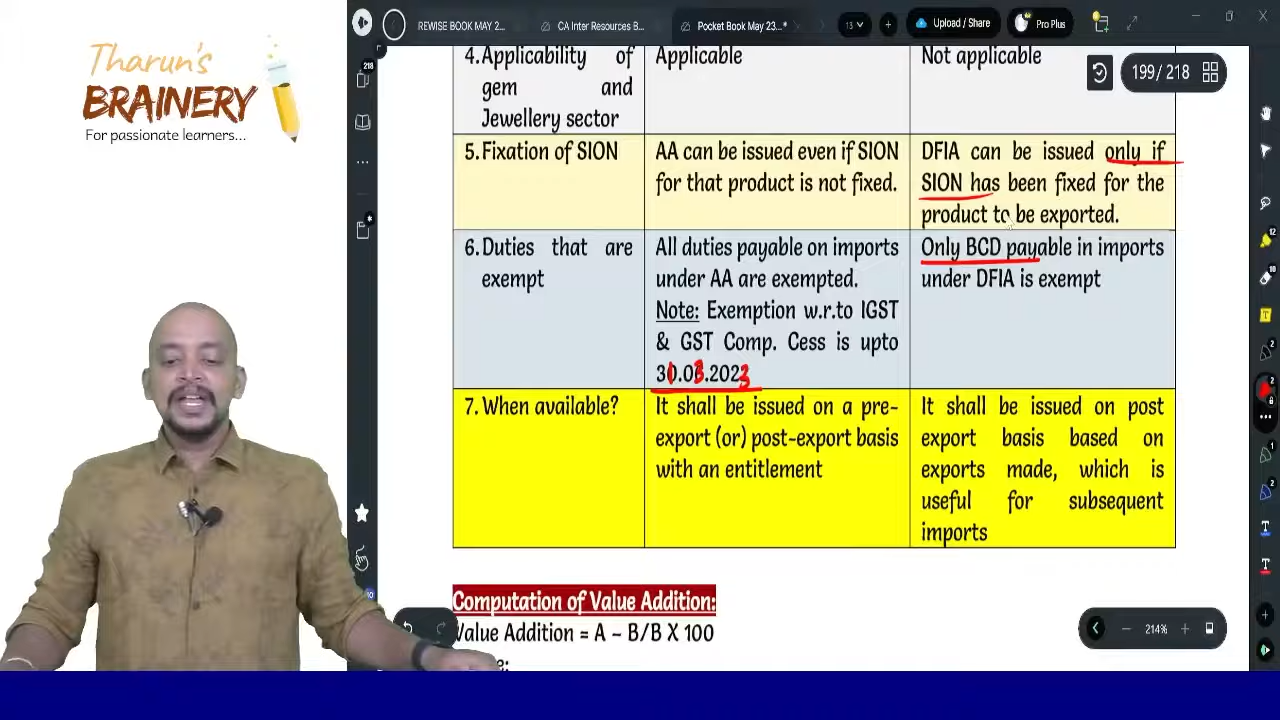 Tharun's
BRAINERY
For passionate learners...
REWISE BOOK MAY 2...
CA Inter Resources B...
Pocket Book May 23...*
13
Upload / Share
Pro Plus
218
199/218
4. Applicability of gem and Jewellery sector
Applicable
Not applicable
5. Fixation of SION
AA can be issued even if SION
for that product is not fixed.
DFIA can be issued only if
SION has been fixed for the
product to be exported.
6. Duties that are
exempt
All duties payable on imports
under AA are exempted.
Note: Exemption w.r.to IGST
& GST Comp. Cess is upto
31.03.2023
Only BCD payable in imports
under DFIA is exempt
7. When available?
It shall be issued on a pre-
export (or) post-export basis
with an entitlement
It shall be issued on post
export basis based on
exports made, which is
useful for subsequent
imports
Computation of Value Addition:
Value Addition = A – B/B X 100
214%